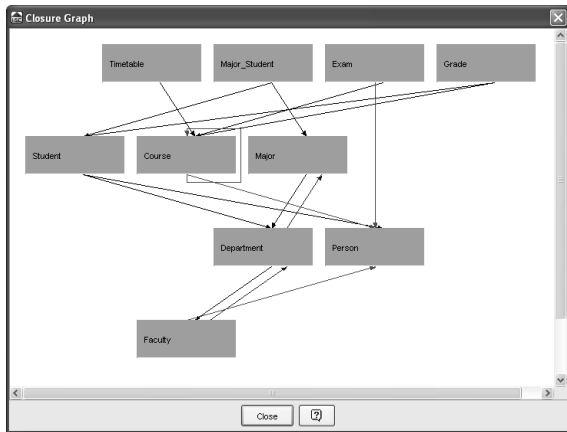 Closure Graph
Timetable
Major_Student
Exam
Grade
Student
Course
Major
Department
Person
Faculty
Close